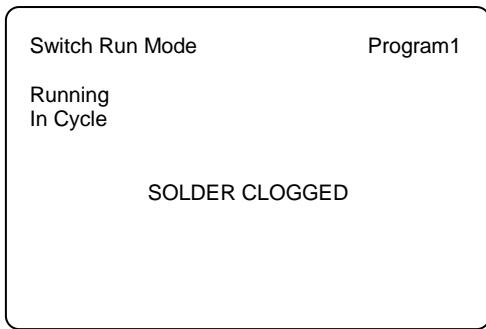 Switch Run Mode Program1
Running
In Cycle
SOLDER CLOGGED